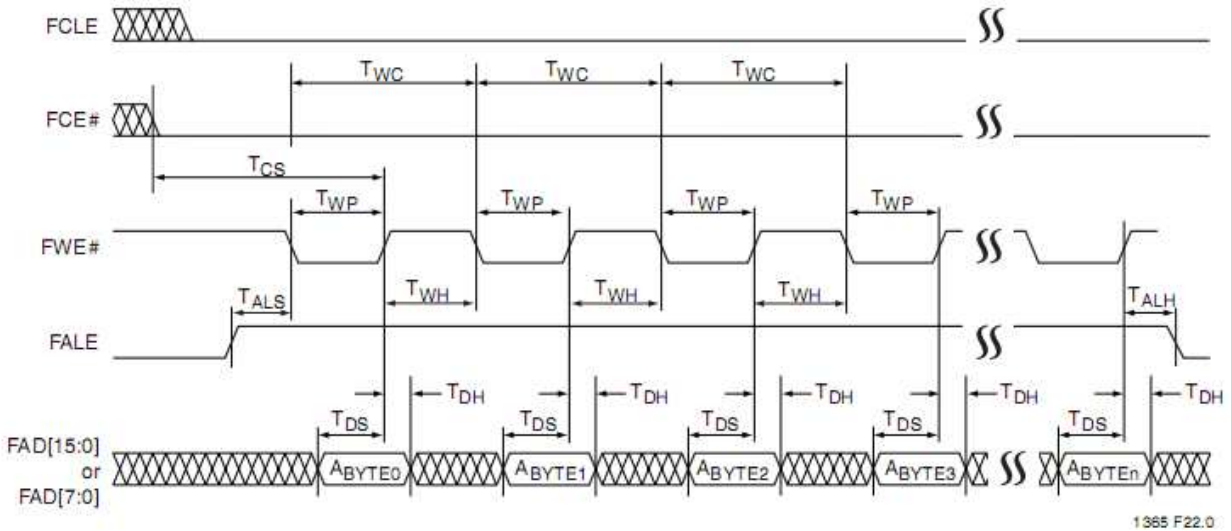 FCLE
TWC TWC TWC
FCE#
TCS
TWP TWP TWP TWP
FWE#
TWH TWH TWH
TALS TALH
FALE
TDH TDH TDH TDH TDH
TDS TDS TDS TDS TDS
FAD[15:0]
or
FAD[7:0]
ABYTE0 ABYTE1 ABYTE2 ABYTE3 ABYTEn
1365 F22.0